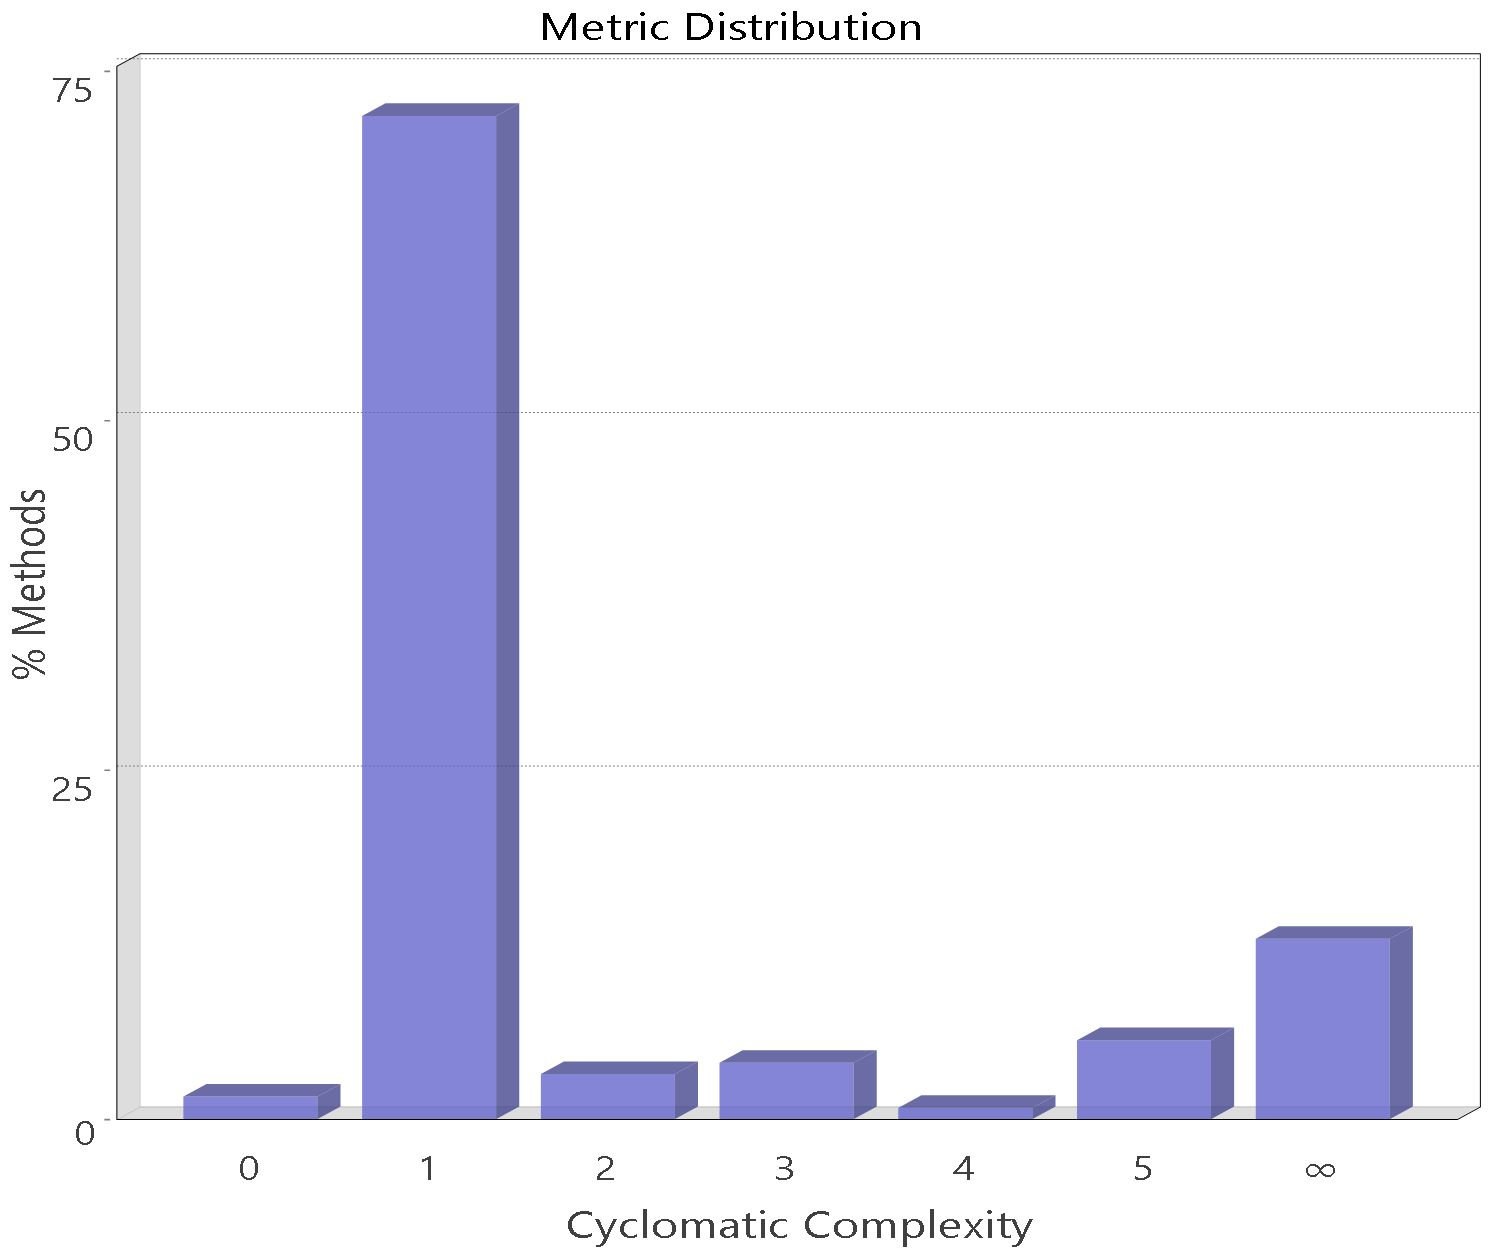 Metric Distribution
75
50
25
0
% Methods
0 1 2 3 4 5 ∞
Cyclomatic Complexity